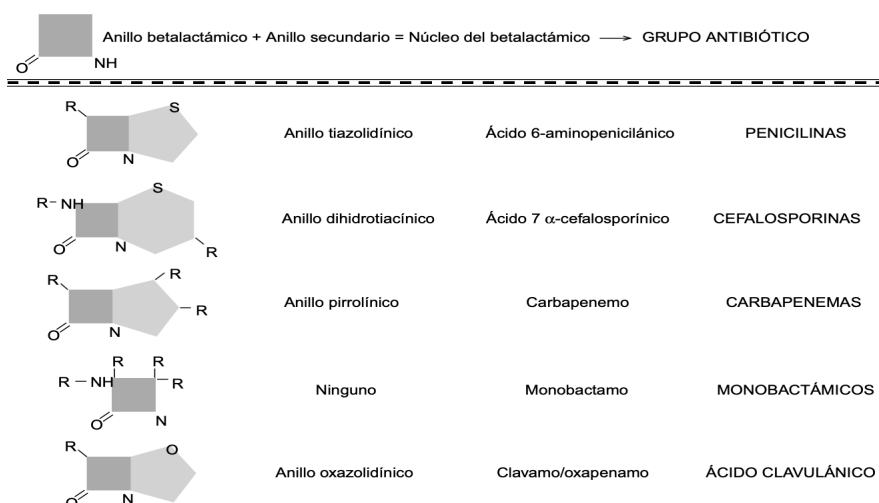 Anillo betalactámico + Anillo secundario = Núcleo del betalactámico → GRUPO ANTIBIÓTICO
O NH
R S
O N
Anillo tiazolidínico Ácido 6-aminopenicilánico PENICILINAS
S
R- NH
O N R
Anillo dihidrotiacínico Ácido 7 α-cefalosporínico CEFALOSPORINAS
R R
R
O N
Anillo pirrolínico Carbapenemo CARBAPENEMAS
R R
R - NH R
O N
Ninguno Monobactamo MONOBACTÁMICOS
R O
O N
Anillo oxazolidínico Clavamo/oxapenamo ÁCIDO CLAVULÁNICO